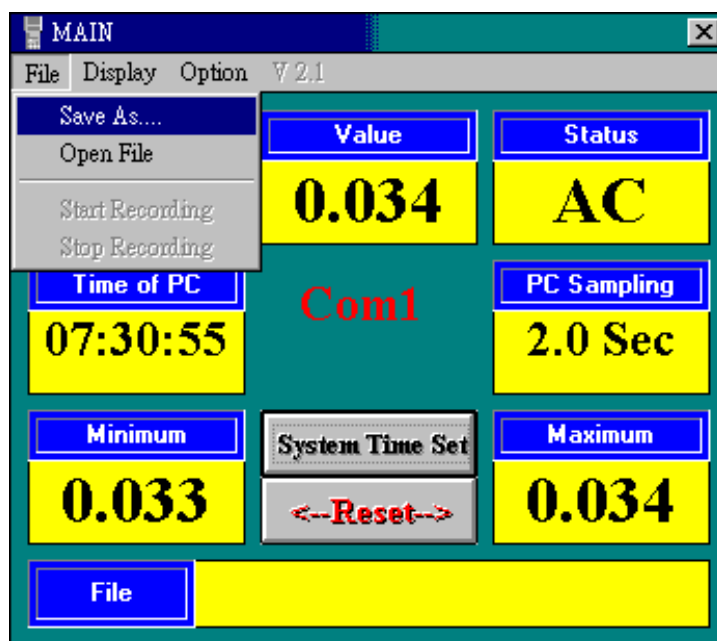 MAIN
File Display Option V 2.1
Save As....
Open File
Start Recording
Stop Recording
Value
0.034
Status
AC
Time of PC
07:30:55
Com1
PC Sampling
2.0 Sec
Minimum
0.033
System Time Set
<--Reset-->
Maximum
0.034
File